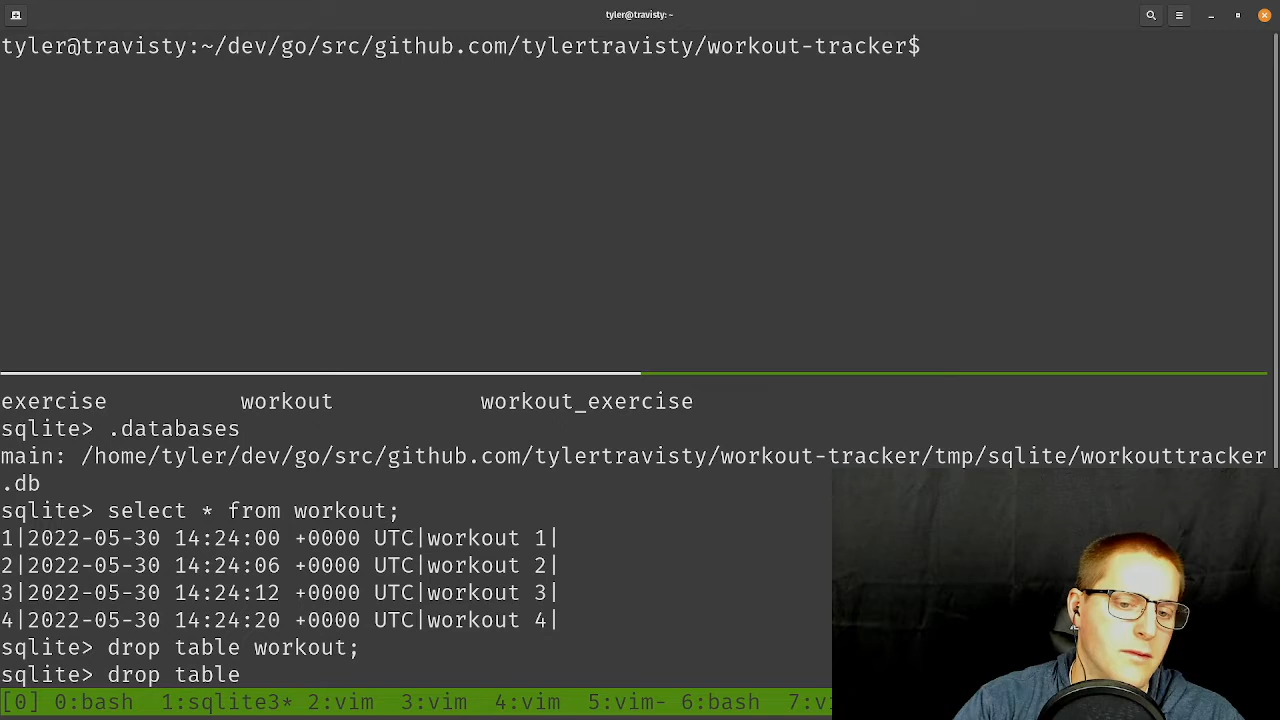 tyler@travisty: ~
tyler@travisty:~/dev/go/src/github.com/tylertravisty/workout-tracker$
exercise workout workout_exercise
sqlite> .databases
main: /home/tyler/dev/go/src/github.com/tylertravisty/workout-tracker/tmp/sqlite/workouttracker
.db
sqlite> select * from workout;
1|2022-05-30 14:24:00 +0000 UTC|workout 1|
2|2022-05-30 14:24:06 +0000 UTC|workout 2|
3|2022-05-30 14:24:12 +0000 UTC|workout 3|
4|2022-05-30 14:24:20 +0000 UTC|workout 4|
sqlite> drop table workout;
sqlite> drop table
[0] 0:bash 1:sqlite3* 2:vim 3:vim 4:vim 5:vim- 6:bash 7:vi